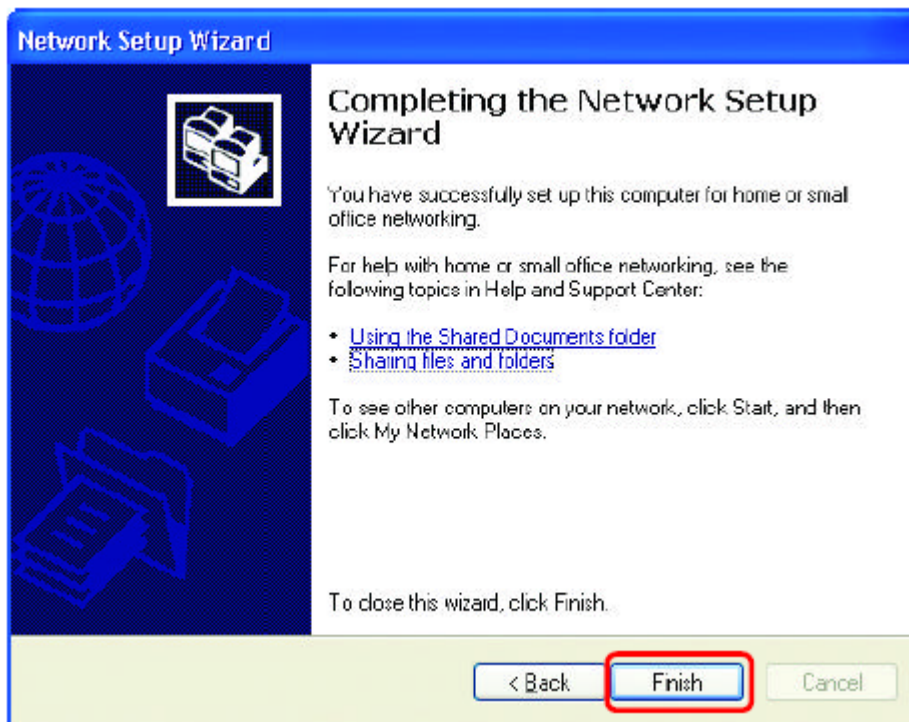 Network Setup Wizard
Completing the Network Setup
Wizard
You have successfully set up this computer for home or small
office networking.
For help with home or small office networking, see the
following topics in Help and Support Center:
• Using the Shared Documents folder
• Sharing files and folders
To see other computers on your network, click Start, and then
click My Network Places.
To close this wizard, click Finish.
< Back
Finish
Cancel